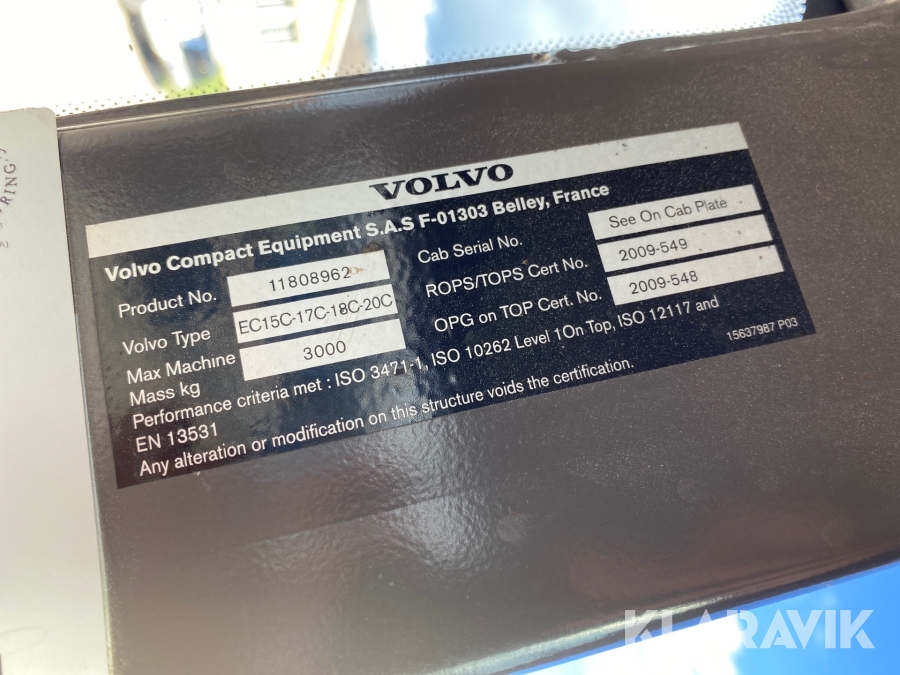 VOLVO
Volvo Compact Equipment S.A.S F-01303 Belley, France
Product No. 11808962
Volvo Type EC15C-17C-18C-20C
Max Machine Mass kg 3000
Cab Serial No. See On Cab Plate
ROPS/TOPS Cert No. 2009-549
OPG on TOP Cert. No. 2009-548
Performance criteria met : ISO 3471-1, ISO 10262 Level 1On Top, ISO 12117 and
EN 13531
Any alteration or modification on this structure voids the certification.
15637987 P03
RING:
KLARAVIK